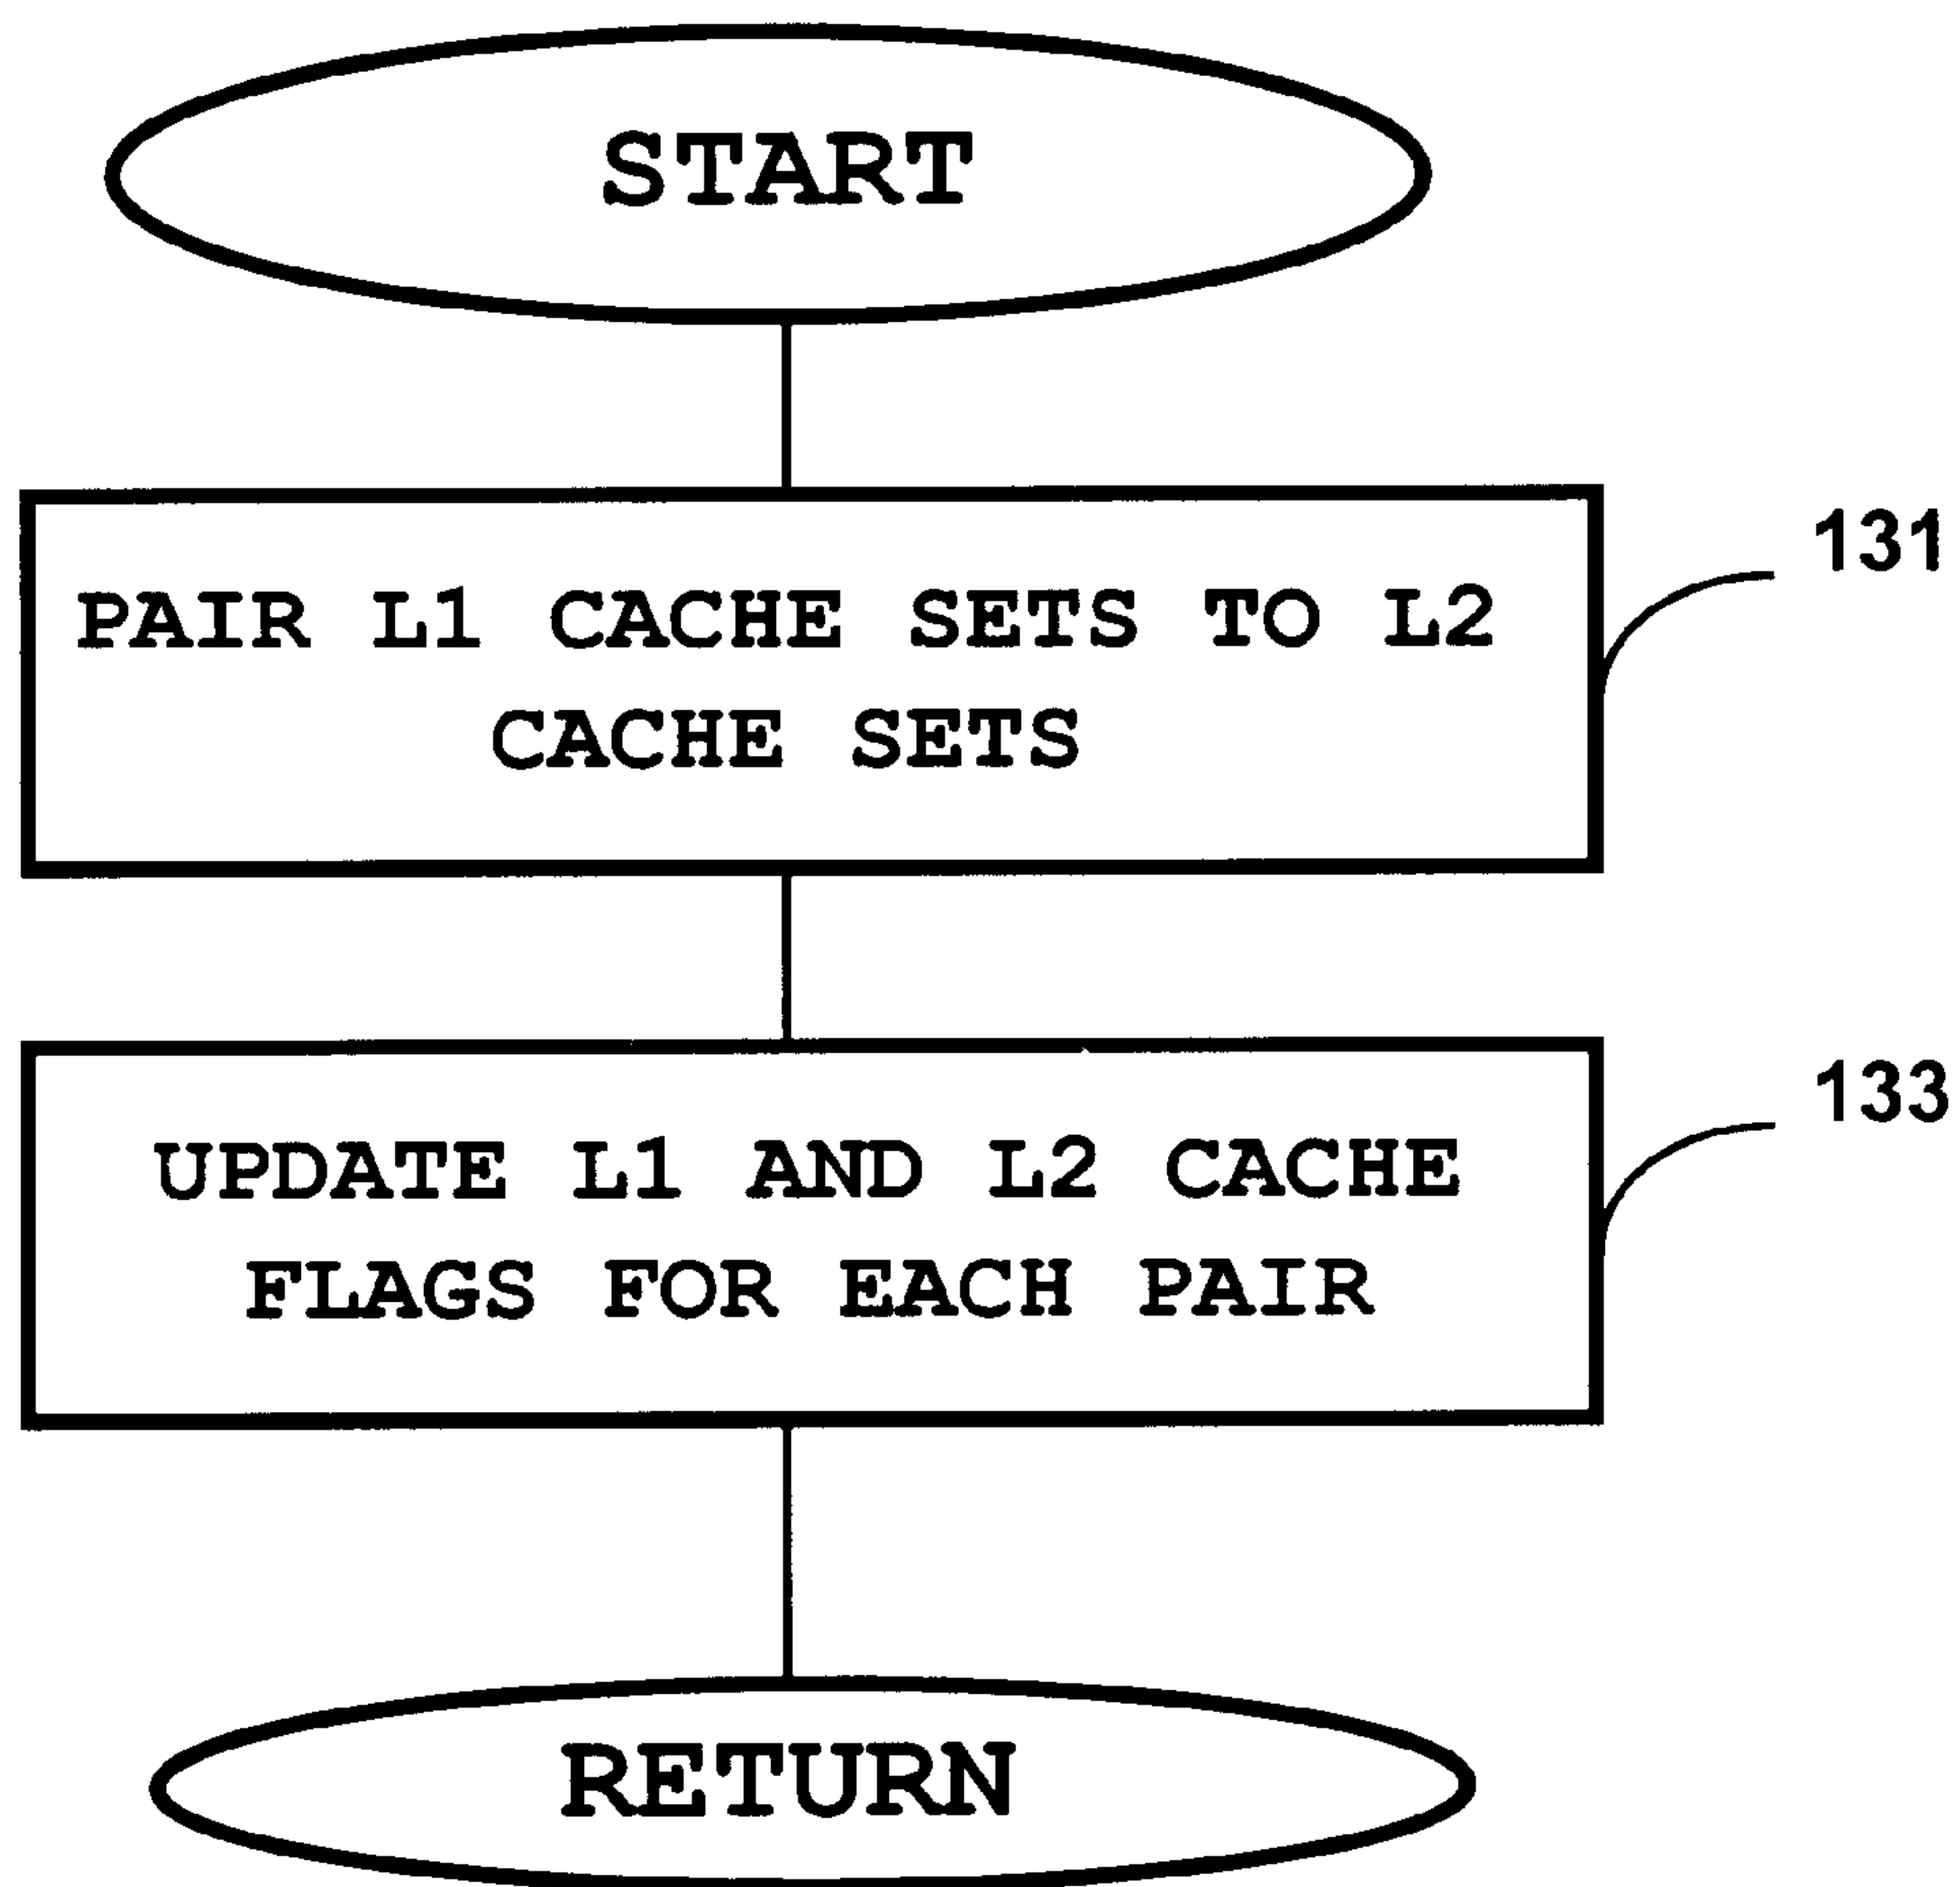 START
131
PAIR L1 CACHE SETS TO L2
CACHE SETS
133
UPDATE L1 AND L2 CACHE
FLAGS FOR EACH PAIR
RETURN